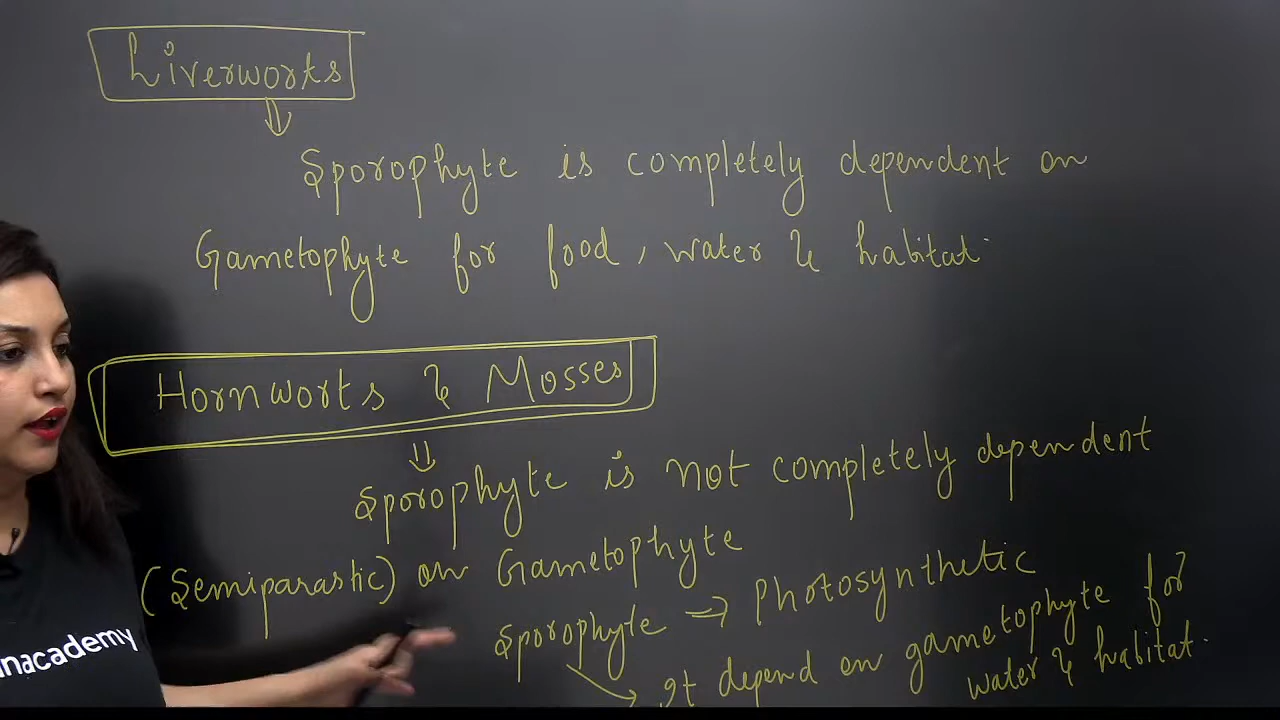 Liverworts
⇓
Sporophyte is completely dependent on
Gametophyte for food, water & habitat.
Hornworts & Mosses
⇓
Sporophyte is not completely dependent
(Semiparastic) on Gametophyte
Sporophyte ⇒ Photosynthetic
It depend on gametophyte for
water & habitat.
nacademy